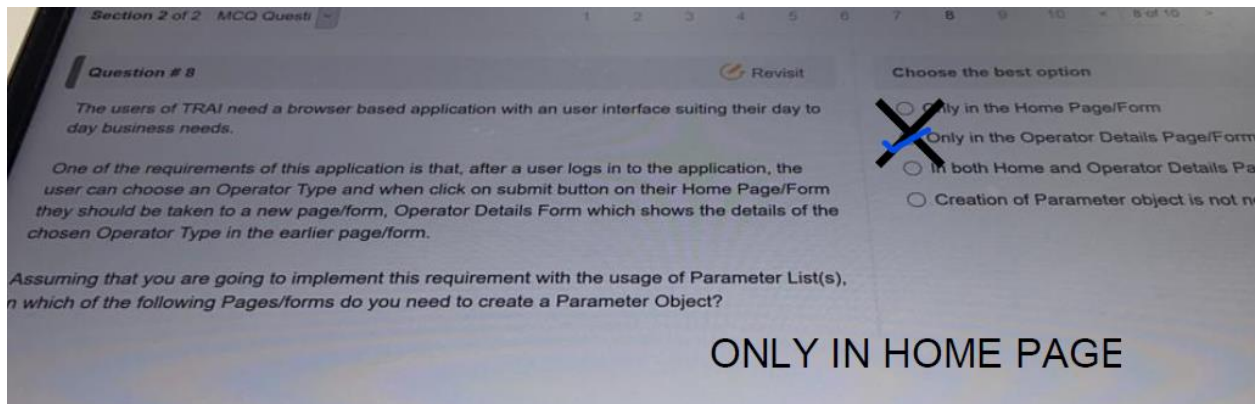 Section 2 of 2 MCQ Questi
1 2 3 4 5 6 7 8 9 10 < 8 of 10 >
Question # 8
Revisit
The users of TRAI need a browser based application with an user interface suiting their day to
day business needs.
One of the requirements of this application is that, after a user logs in to the application, the
user can choose an Operator Type and when click on submit button on their Home Page/Form
they should be taken to a new page/form, Operator Details Form which shows the details of the
chosen Operator Type in the earlier page/form.
Assuming that you are going to implement this requirement with the usage of Parameter List(s),
n which of the following Pages/forms do you need to create a Parameter Object?
Choose the best option
Only in the Home Page/Form
Only in the Operator Details Page/Form
In both Home and Operator Details Pa
Creation of Parameter object is not n
ONLY IN HOME PAGE